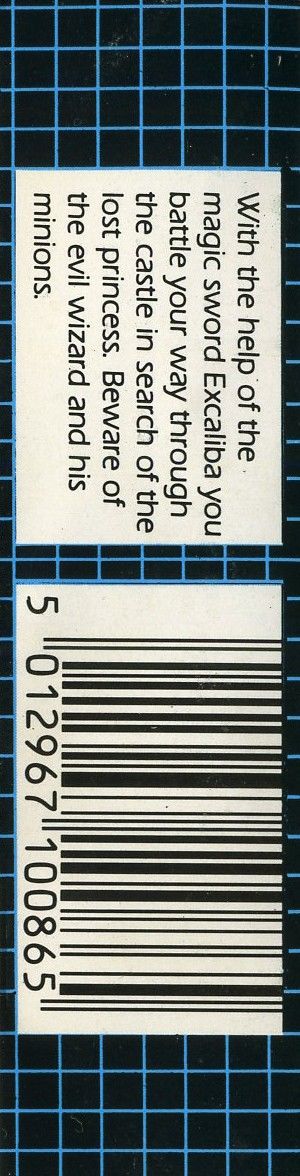 With the help of the
magic sword Excaliba you
battle your way through
the castle in search of the
lost princess. Beware of
the evil wizard and his
minions.
5 012967 100865